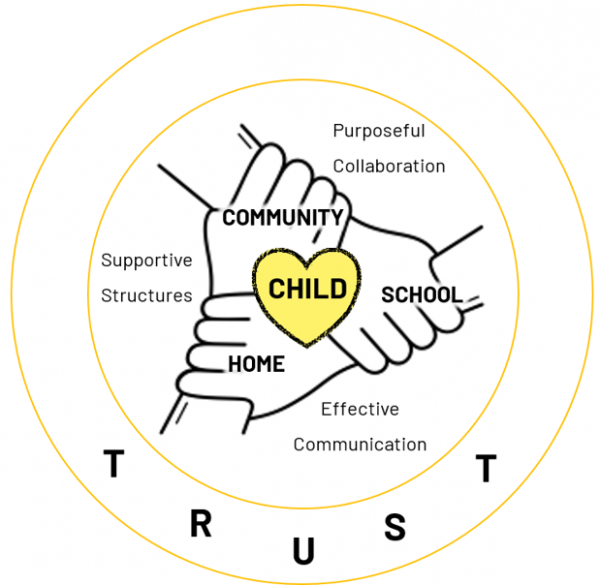 Purposeful
Collaboration
COMMUNITY
Supportive
Structures
CHILD
SCHOOL
HOME
Effective
Communication
T R U S T